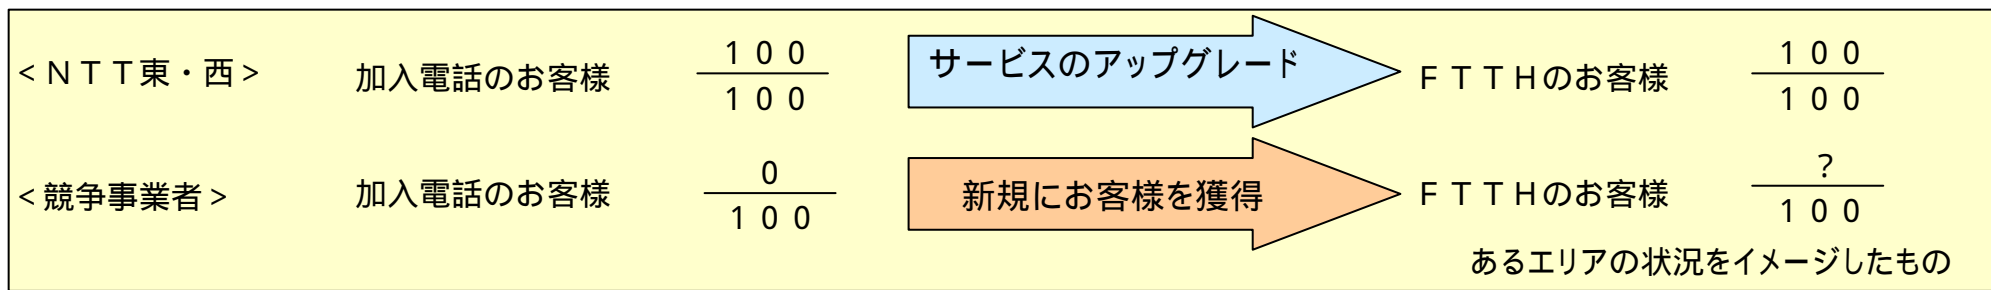 <ＮＴＴ東・西> 加入電話のお客様 １００/１００ サービスのアップグレード ＦＴＴＨのお客様 １００/１００
<競争事業者> 加入電話のお客様 ０/１００ 新規にお客様を獲得 ＦＴＴＨのお客様 ？/１００
あるエリアの状況をイメージしたもの